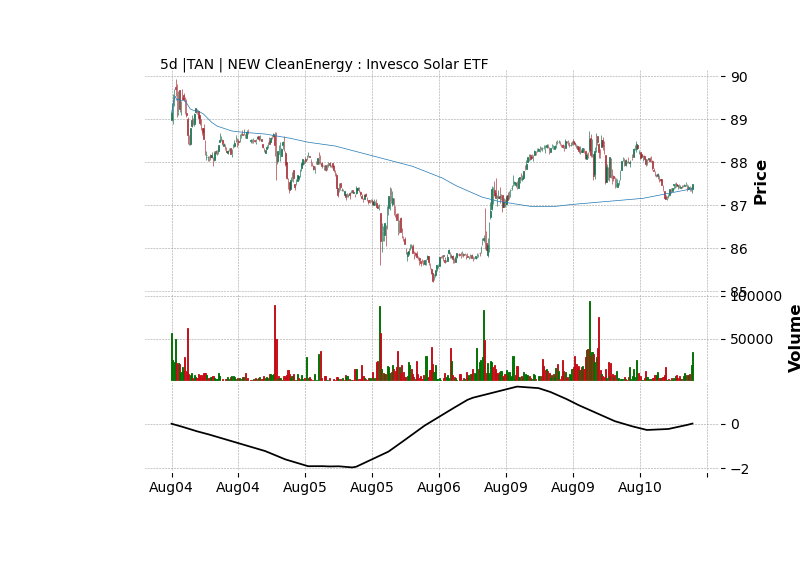 5d |TAN | NEW CleanEnergy : Invesco Solar ETF
90
89
88
87
86
85
Price
100000
50000
Volume
0
−2
Aug04 Aug04 Aug05 Aug05 Aug06 Aug09 Aug09 Aug10